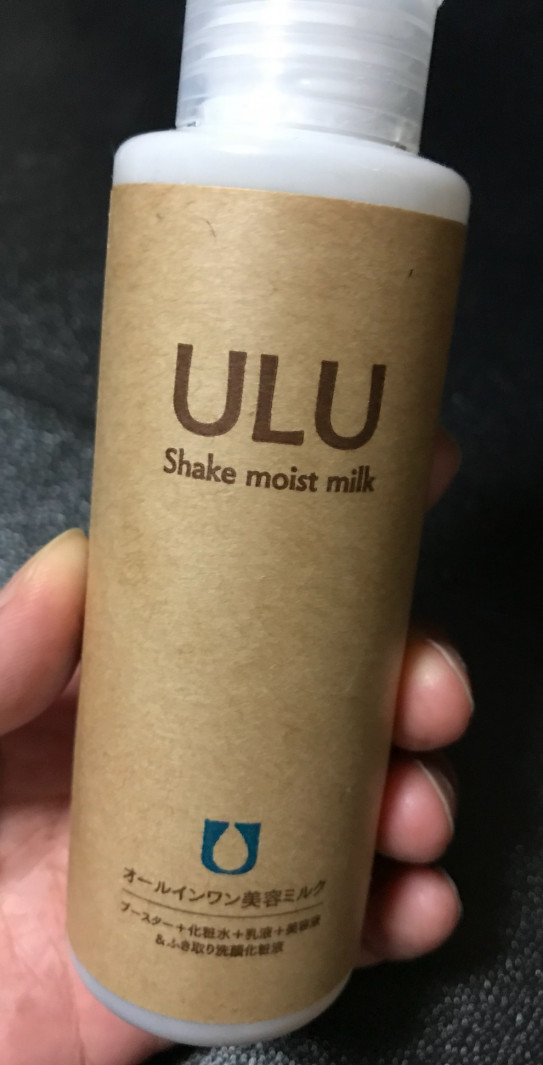 ULU
Shake moist milk
オールインワン美容ミルク
ブースター+化粧水+乳液+美容液
&ふき取り洗顔化粧液